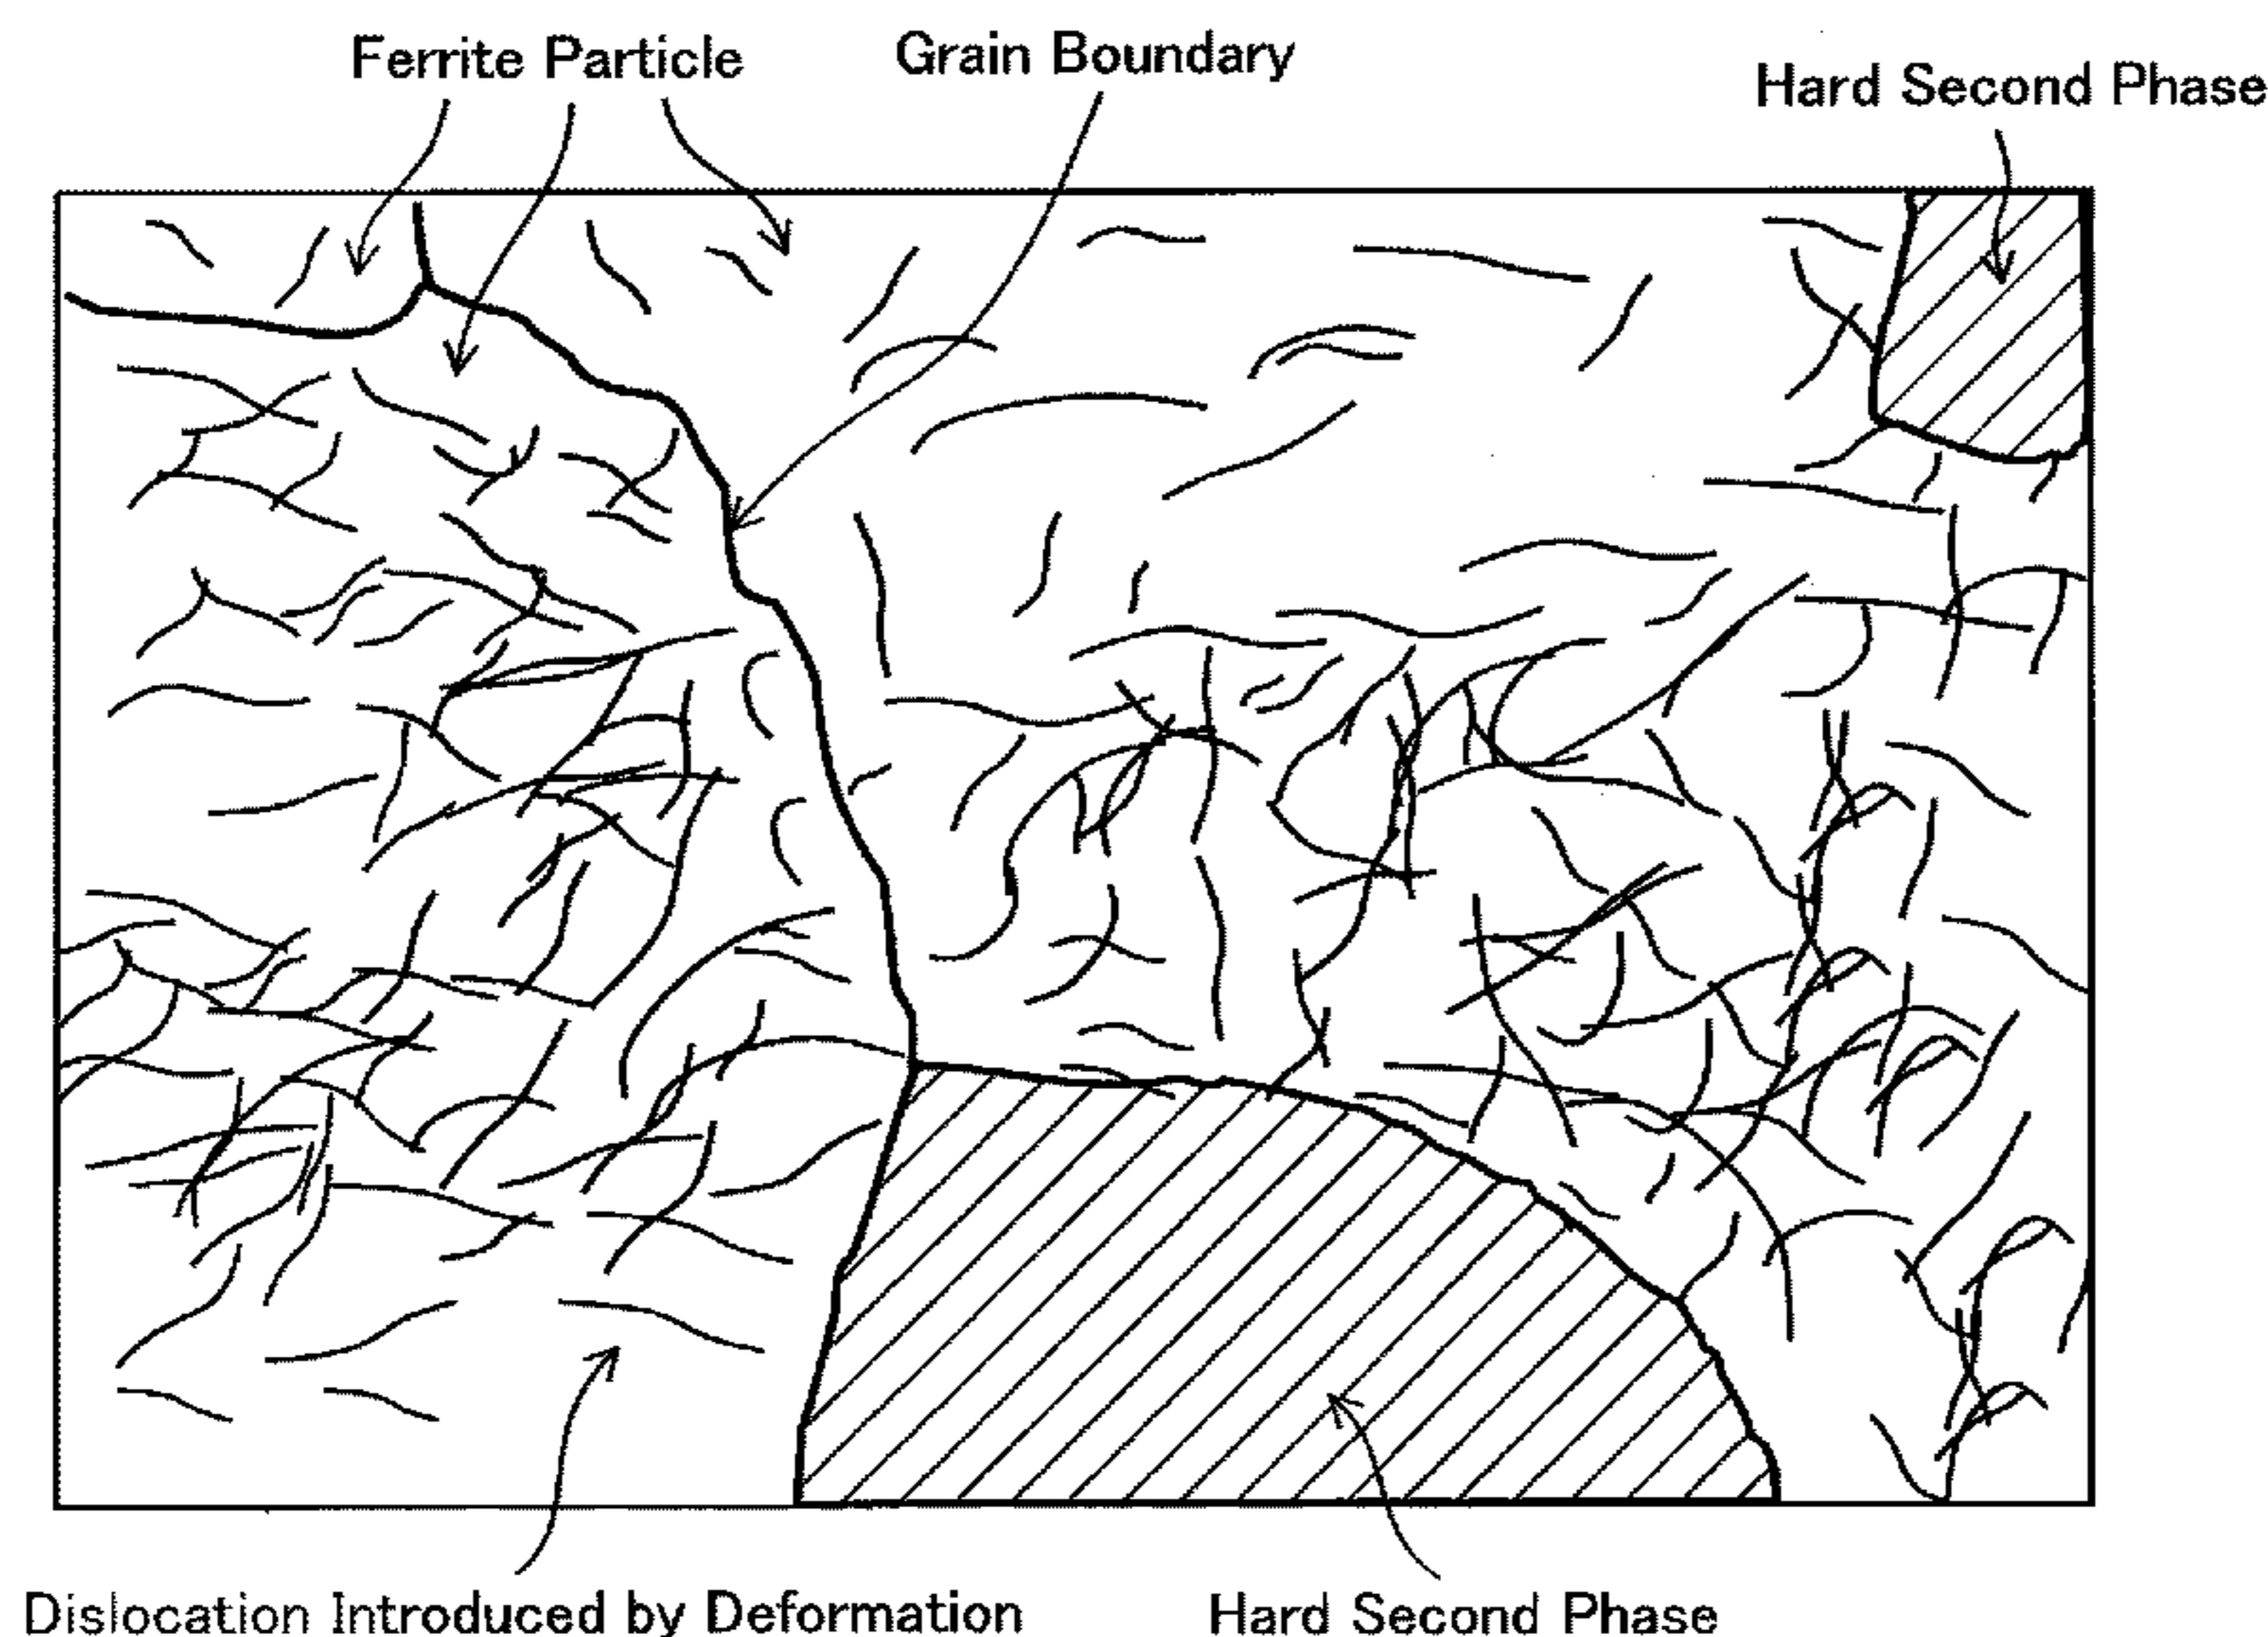 Ferrite Particle
Grain Boundary
Hard Second Phase
Dislocation Introduced by Deformation
Hard Second Phase